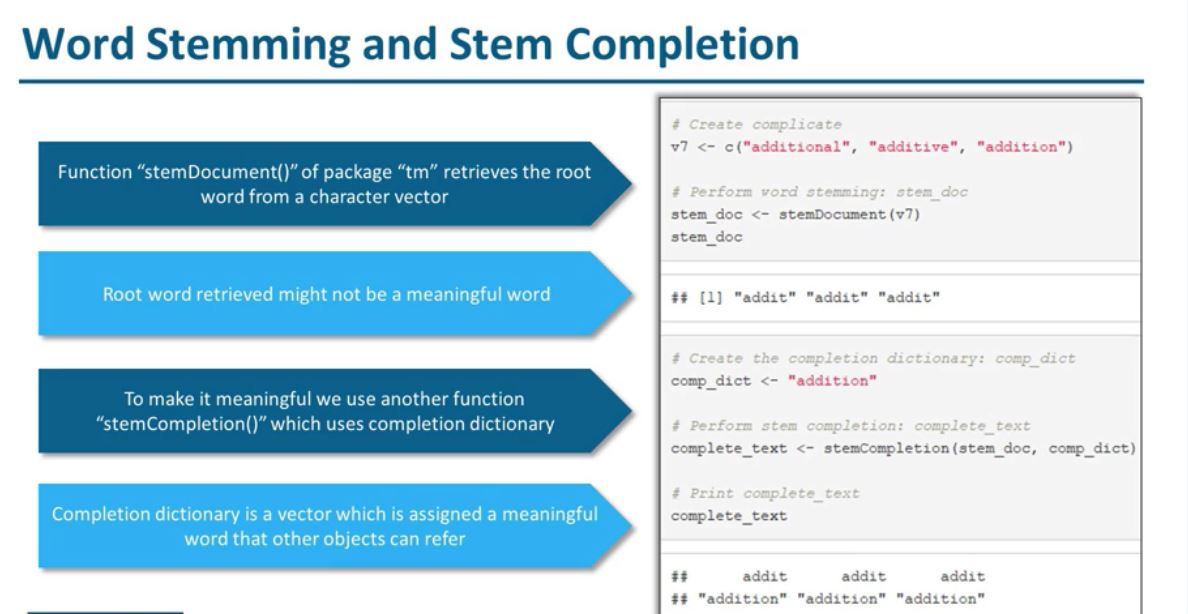 Word Stemming and Stem Completion
Function “stemDocument()” of package “tm” retrieves the root
word from a character vector
Root word retrieved might not be a meaningful word
To make it meaningful we use another function
“stemCompletion()” which uses completion dictionary
Completion dictionary is a vector which is assigned a meaningful
word that other objects can refer
# Create complicate
v7 <- c("additional", "additive", "addition")
# Perform word stemming: stem_doc
stem_doc <- stemDocument(v7)
stem_doc
## [1] "addit" "addit" "addit"
# Create the completion dictionary: comp_dict
comp_dict <- "addition"
# Perform stem completion: complete_text
complete_text <- stemCompletion(stem_doc, comp_dict)
# Print complete_text
complete_text
## addit addit addit
## "addition" "addition" "addition"